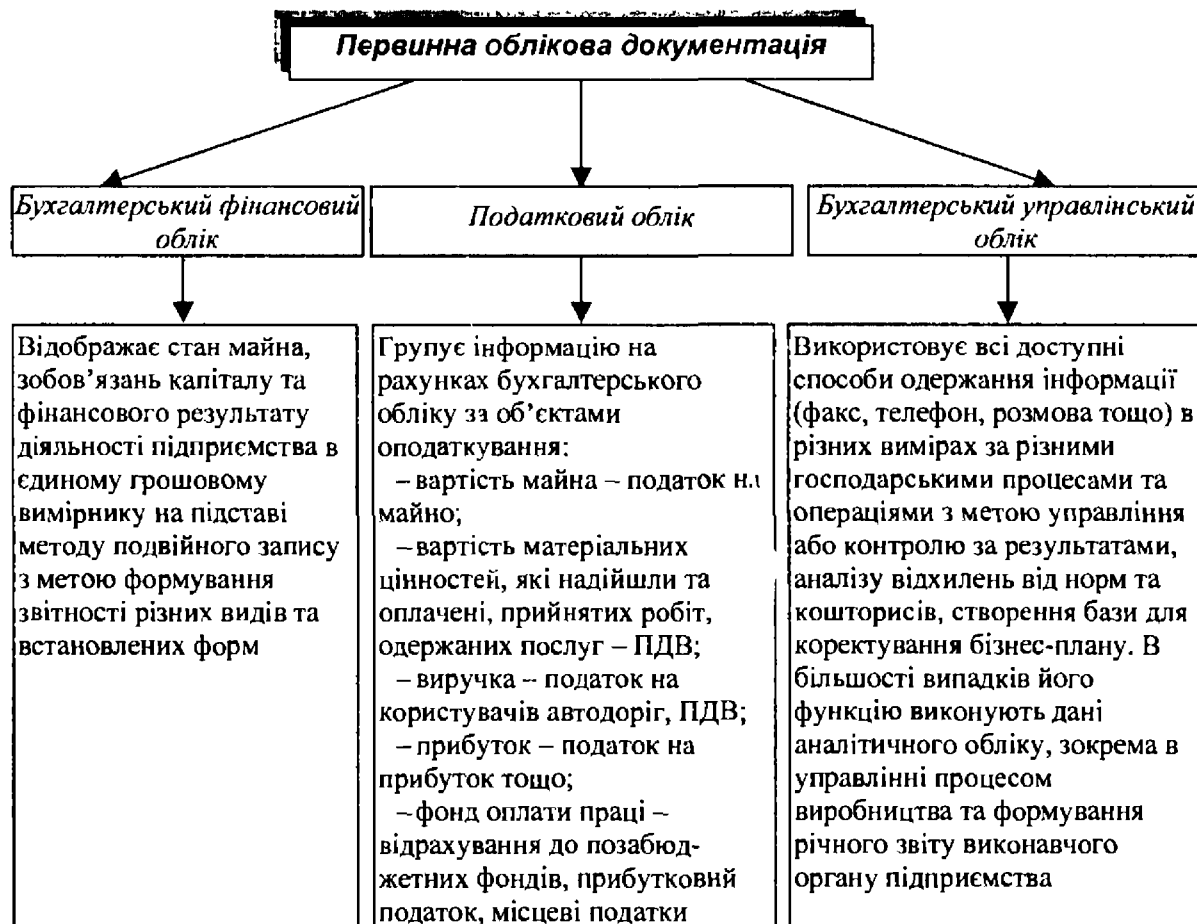 Первинна облікова документація
Бухгалтерський фінансовий
облік
Податковий облік
Бухгалтерський управлінський
облік
Відображає стан майна,
зобов’язань капіталу та
фінансового результату
діяльності підприємства в
єдиному грошовому
вимірнику на підставі
методу подвійного запису
з метою формування
звітності різних видів та
встановлених форм
Групує інформацію на
рахунках бухгалтерського
обліку за об’єктами
оподаткування:
– вартість майна – податок на
майно;
– вартість матеріальних
цінностей, які надійшли та
оплачені, прийнятих робіт,
одержаних послуг – ПДВ;
– виручка – податок на
користувачів автодоріг, ПДВ;
– прибуток – податок на
прибуток тощо;
– фонд оплати праці –
відрахування до позабюд-
жетних фондів, прибутковий
податок, місцеві податки
Використовує всі доступні
способи одержання інформації
(факс, телефон, розмова тощо) в
різних вимірах за різними
господарськими процесами та
операціями з метою управління
або контролю за результатами,
аналізу відхилень від норм та
кошторисів, створення бази для
коректування бізнес-плану. В
більшості випадків його
функцію виконують дані
аналітичного обліку, зокрема в
управлінні процесом
виробництва та формування
річного звіту виконавчого
органу підприємства